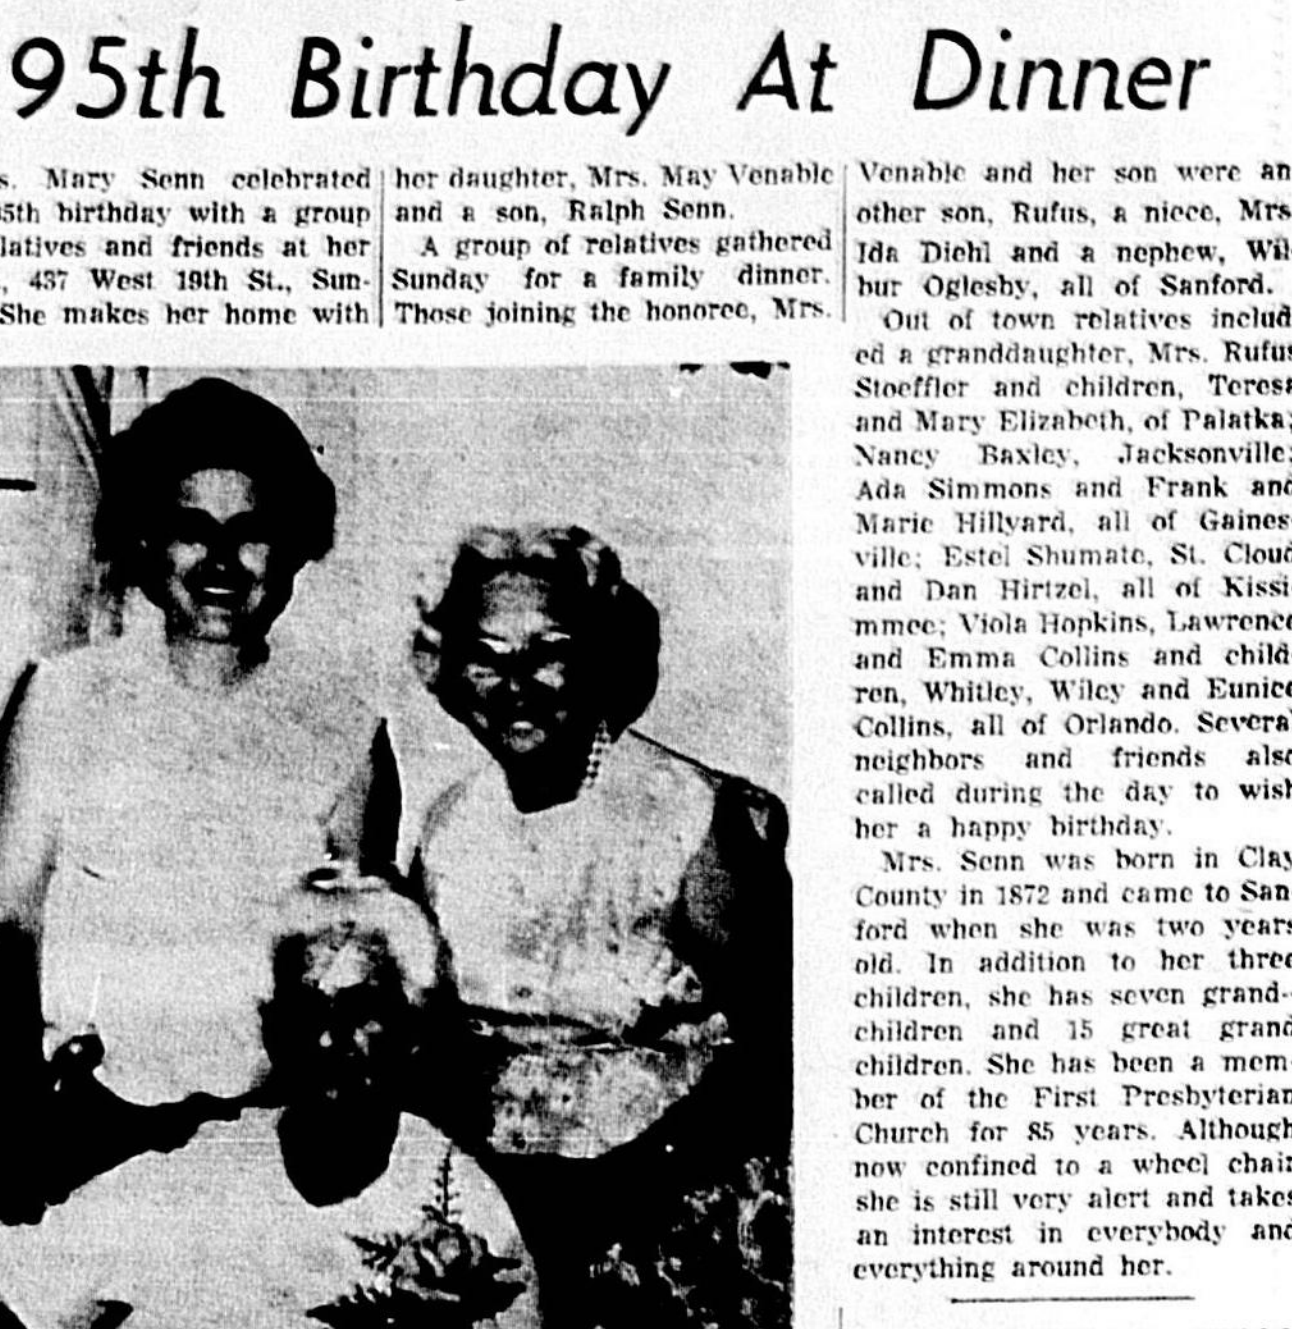 95th Birthday At Dinner
s. Mary Senn celebrated
5th birthday with a group
latives and friends at her
, 437 West 19th St., Sun-
She makes her home with
her daughter, Mrs. May Venable
and a son, Ralph Senn.
A group of relatives gathered
Sunday for a family dinner.
Those joining the honoree, Mrs.
Venable and her son were an
other son, Rufus, a niece, Mrs
Ida Diehl and a nephew, Wil-
bur Oglesby, all of Sanford.
Out of town relatives includ
ed a granddaughter, Mrs. Rufus
Stoeffler and children, Teresa
and Mary Elizabeth, of Palatka;
Nancy Baxley, Jacksonville;
Ada Simmons and Frank and
Marie Hillyard, all of Gaines-
ville; Estel Shumate, St. Cloud
and Dan Hirtzel, all of Kissi-
mmee; Viola Hopkins, Lawrence
and Emma Collins and child-
ren, Whitley, Wiley and Eunice
Collins, all of Orlando. Several
neighbors and friends also
called during the day to wish
her a happy birthday.
Mrs. Senn was born in Clay
County in 1872 and came to San
ford when she was two years
old. In addition to her three
children, she has seven grand-
children and 15 great grand
children. She has been a mem-
ber of the First Presbyterian
Church for 85 years. Although
now confined to a wheel chair
she is still very alert and takes
an interest in everybody and
everything around her.